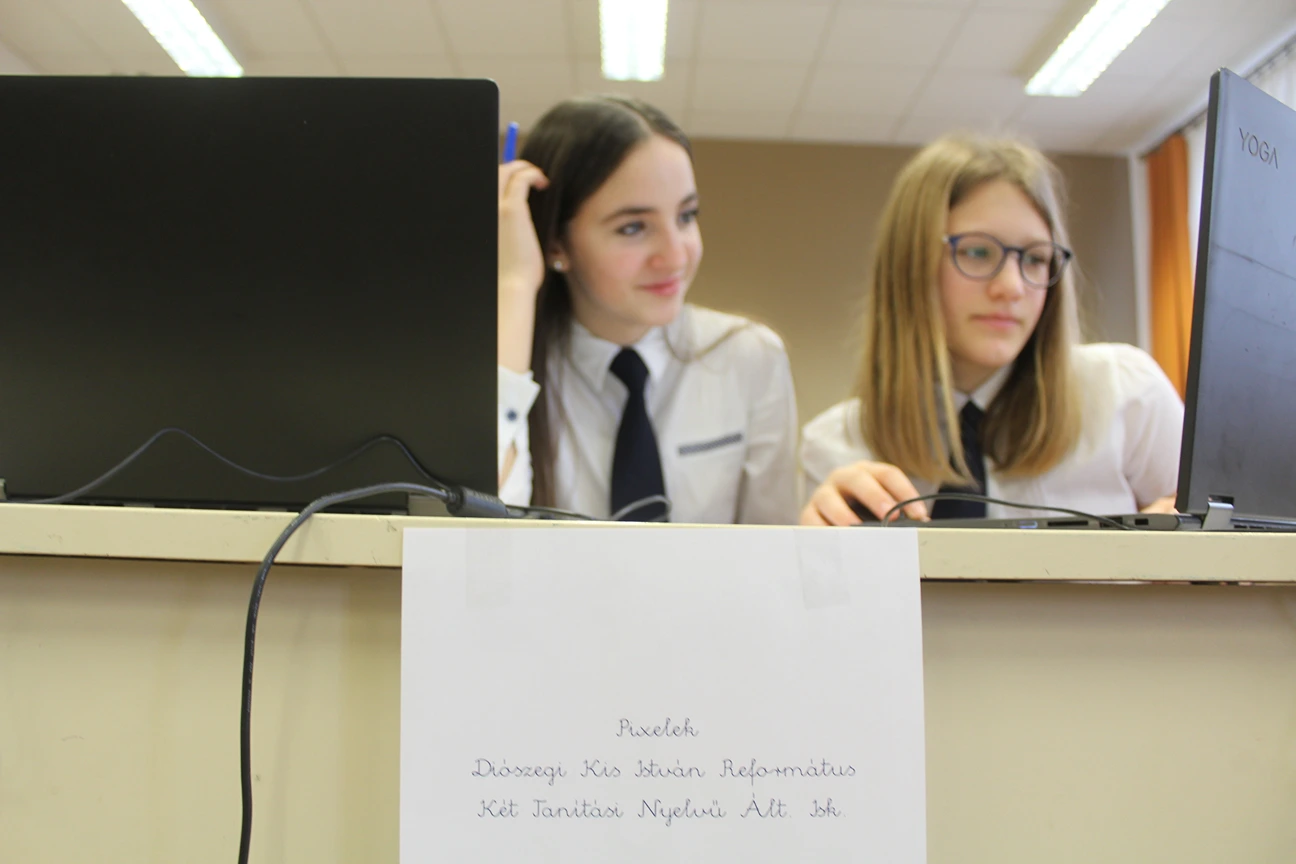 YOGA
Pixelek
Diószegi Kis István Református
Két Tanítási Nyelvű Ált. Isk.